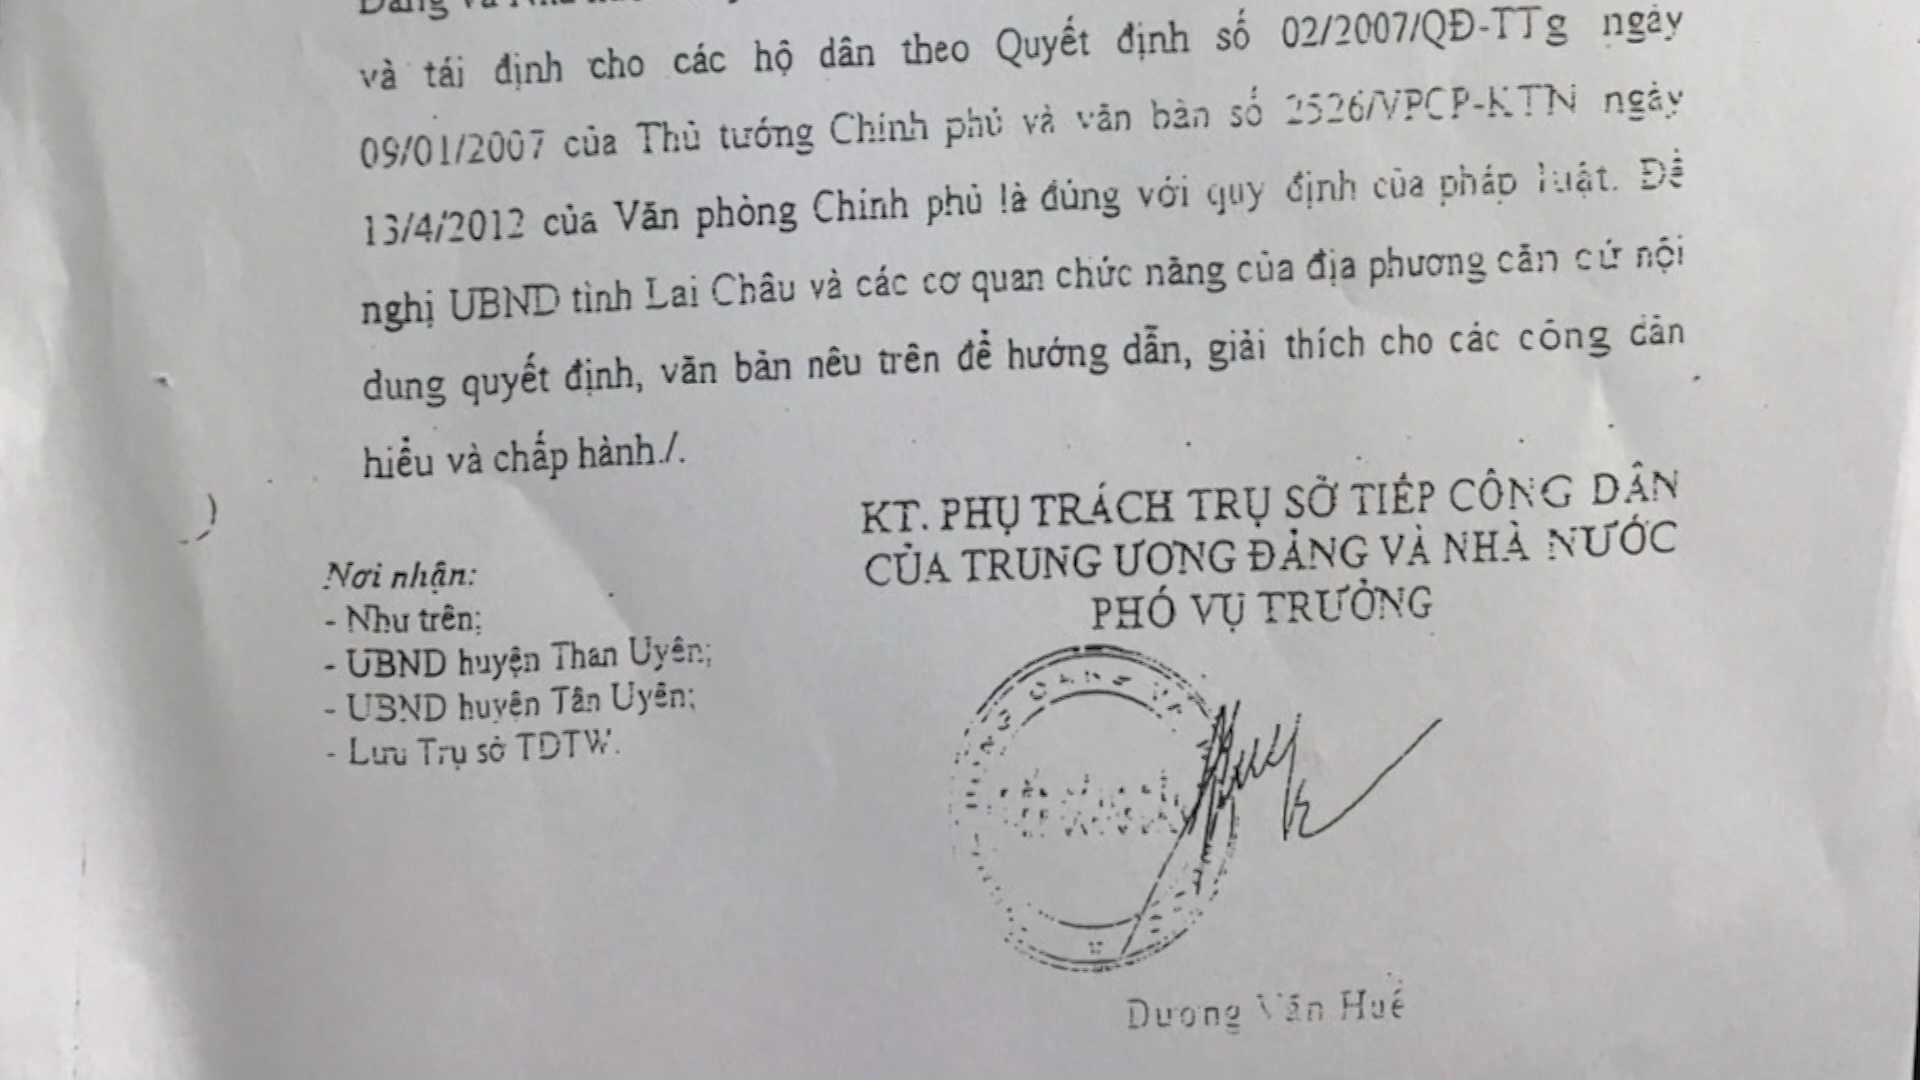 và tái định cho các hộ dân theo Quyết định số 02/2007/QĐ-TTg ngày
09/01/2007 của Thủ tướng Chính phủ và văn bản số 2526/VPCP-KTN ngày
13/4/2012 của Văn phòng Chính phủ là đúng với quy định của pháp luật. Đề
nghị UBND tỉnh Lai Châu và các cơ quan chức năng của địa phương căn cứ nội
dung quyết định, văn bản nêu trên để hướng dẫn, giải thích cho các công dân
hiểu và chấp hành./.
KT. PHỤ TRÁCH TRỤ SỞ TIẾP CÔNG DÂN
CỦA TRUNG ƯƠNG ĐẢNG VÀ NHÀ NƯỚC
PHÓ VỤ TRƯỞNG
Nơi nhận:
- Như trên;
- UBND huyện Than Uyên;
- UBND huyện Tân Uyên;
- Lưu Trụ sở TDTW.
Dương Văn Huế